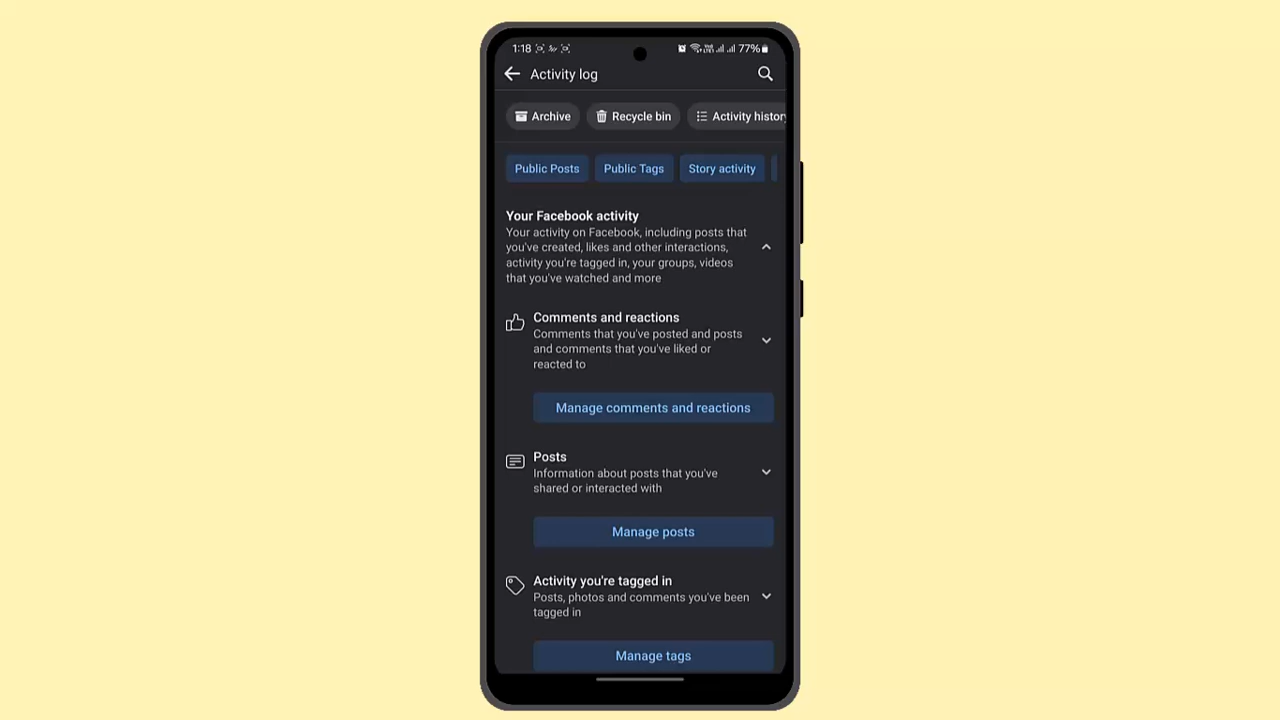 1:18 77%
Activity log
Archive Recycle bin Activity history
Public Posts Public Tags Story activity
Your Facebook activity
Your activity on Facebook, including posts that
you've created, likes and other interactions,
activity you're tagged in, your groups, videos
that you've watched and more
Comments and reactions
Comments that you've posted and posts
and comments that you've liked or
reacted to
Manage comments and reactions
Posts
Information about posts that you've
shared or interacted with
Manage posts
Activity you're tagged in
Posts, photos and comments you've been
tagged in
Manage tags